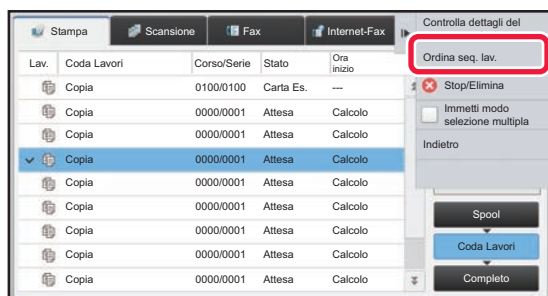 Stampa Scansione Fax Internet-Fax
Lav. Coda Lavori Corso/Serie Stato Ora inizio
Copia 0100/0100 Carta Es. ---
Copia 0000/0001 Attesa Calcolo
Copia 0000/0001 Attesa Calcolo
Copia 0000/0001 Attesa Calcolo
Copia 0000/0001 Attesa Calcolo
Copia 0000/0001 Attesa Calcolo
Copia 0000/0001 Attesa Calcolo
Copia 0000/0001 Attesa Calcolo
Copia 0000/0001 Attesa Calcolo
Controlla dettagli del
Ordina seq. lav.
Stop/Elimina
Immetti modo
selezione multipla
Indietro
Spool
Coda Lavori
Completo